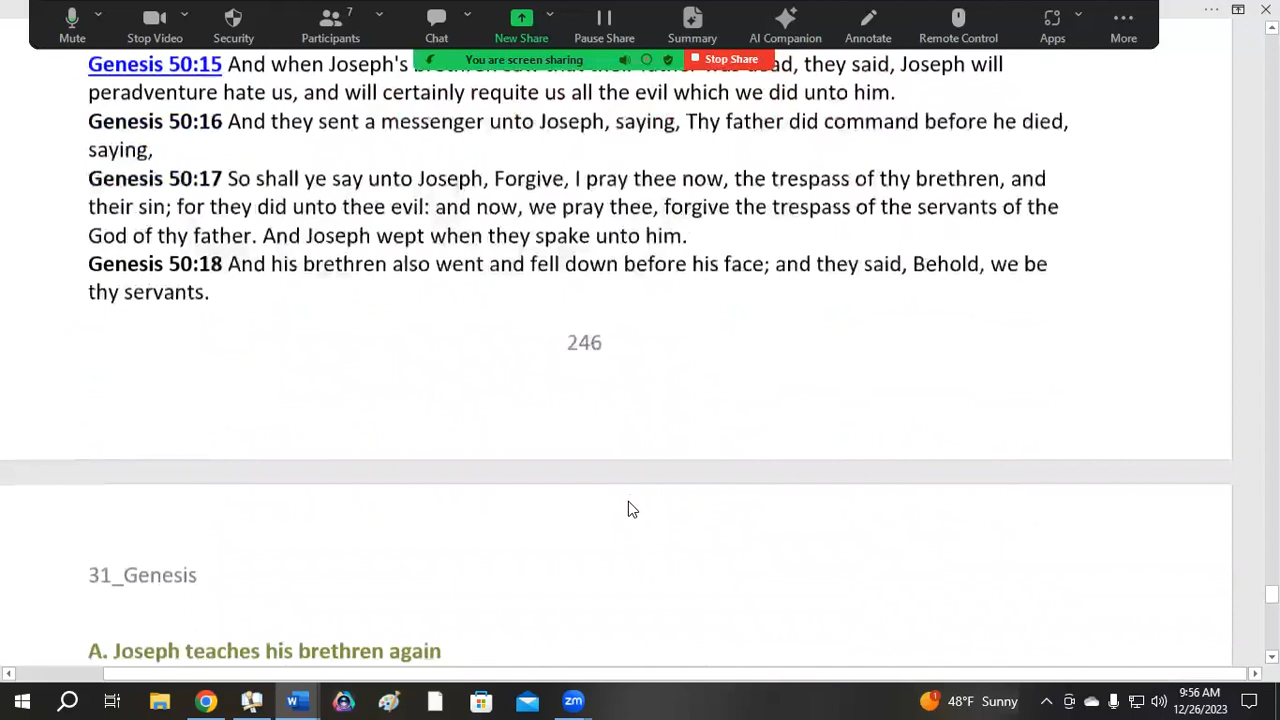 Mute Stop Video Security Participants 7 Chat New Share Pause Share Summary AI Companion Annotate Remote Control Apps More
You are screen sharing Stop Share
Genesis 50:15 And when Joseph's brethren saw that their father was dead, they said, Joseph will
peradventure hate us, and will certainly requite us all the evil which we did unto him.
Genesis 50:16 And they sent a messenger unto Joseph, saying, Thy father did command before he died,
saying,
Genesis 50:17 So shall ye say unto Joseph, Forgive, I pray thee now, the trespass of thy brethren, and
their sin; for they did unto thee evil: and now, we pray thee, forgive the trespass of the servants of the
God of thy father. And Joseph wept when they spake unto him.
Genesis 50:18 And his brethren also went and fell down before his face; and they said, Behold, we be
thy servants.
246
31_Genesis
A. Joseph teaches his brethren again
1 48°F Sunny 9:56 AM
12/26/2023